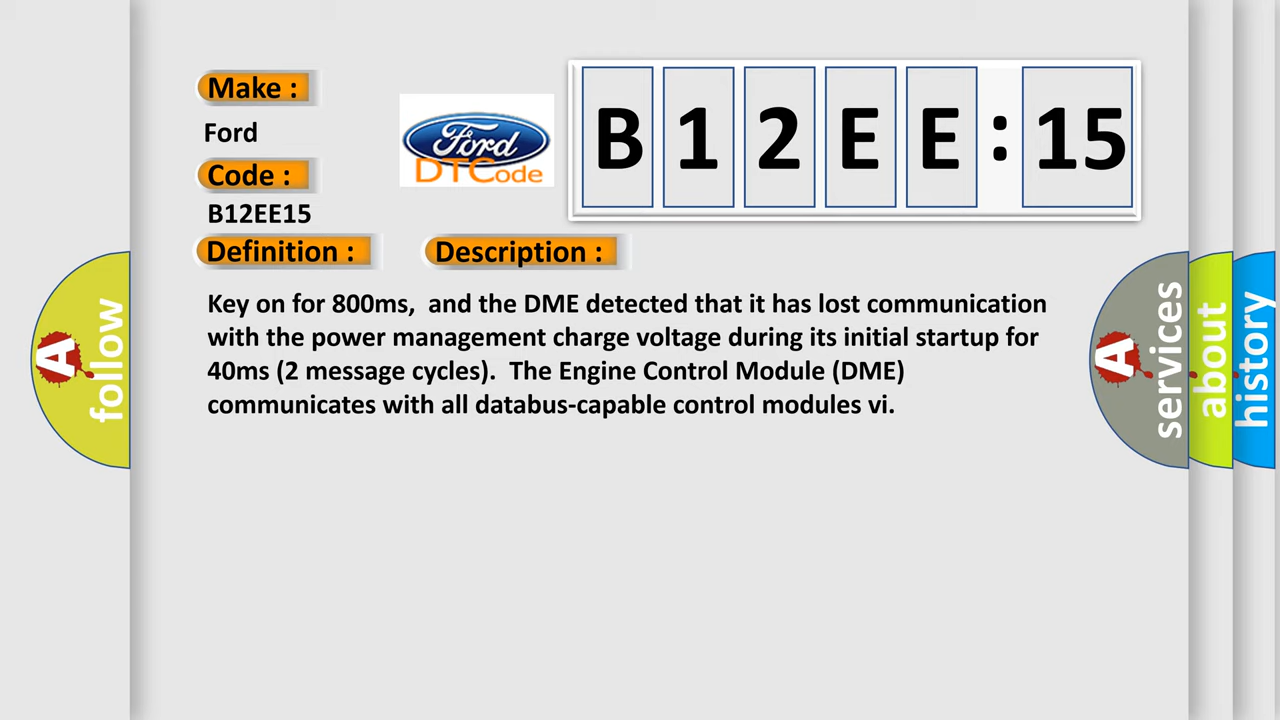 Make :
Ford
Code :
B12EE15
Ford
DTCode
B12EE:15
Definition :
Description :
Key on for 800ms,  and the DME detected that it has lost communication
with the power management charge voltage during its initial startup for
40ms (2 message cycles)  The Engine Control Module (DME)
communicates with all databus-capable control modules vi.
A follow
A services
about
history